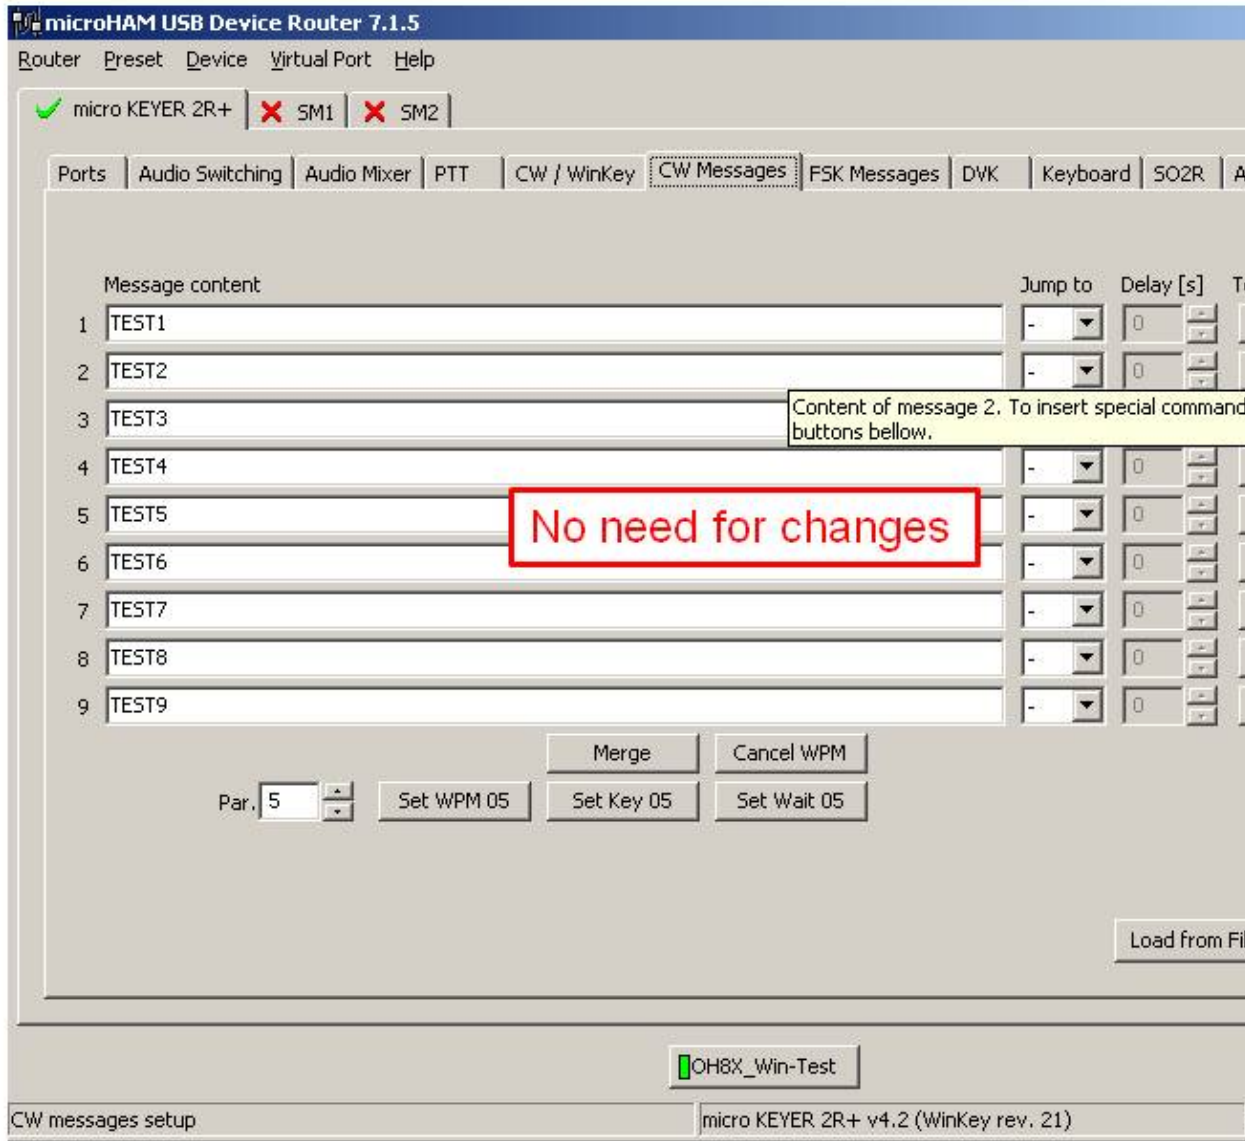 microHAM USB Device Router 7.1.5
Router Preset Device Virtual Port Help
micro KEYER 2R+ SM1 SM2
Ports Audio Switching Audio Mixer PTT CW / WinKey CW Messages FSK Messages DVK Keyboard SO2R A
Message content Jump to Delay [s] T
1 TEST1 - 0
2 TEST2 - 0
Content of message 2. To insert special command
buttons bellow.
3 TEST3
4 TEST4 - 0
5 TEST5 - 0
No need for changes
6 TEST6 - 0
7 TEST7 - 0
8 TEST8 - 0
9 TEST9 - 0
Merge Cancel WPM
Par. 5 Set WPM 05 Set Key 05 Set Wait 05
Load from Fil
OH8X_Win-Test
CW messages setup micro KEYER 2R+ v4.2 (WinKey rev. 21)